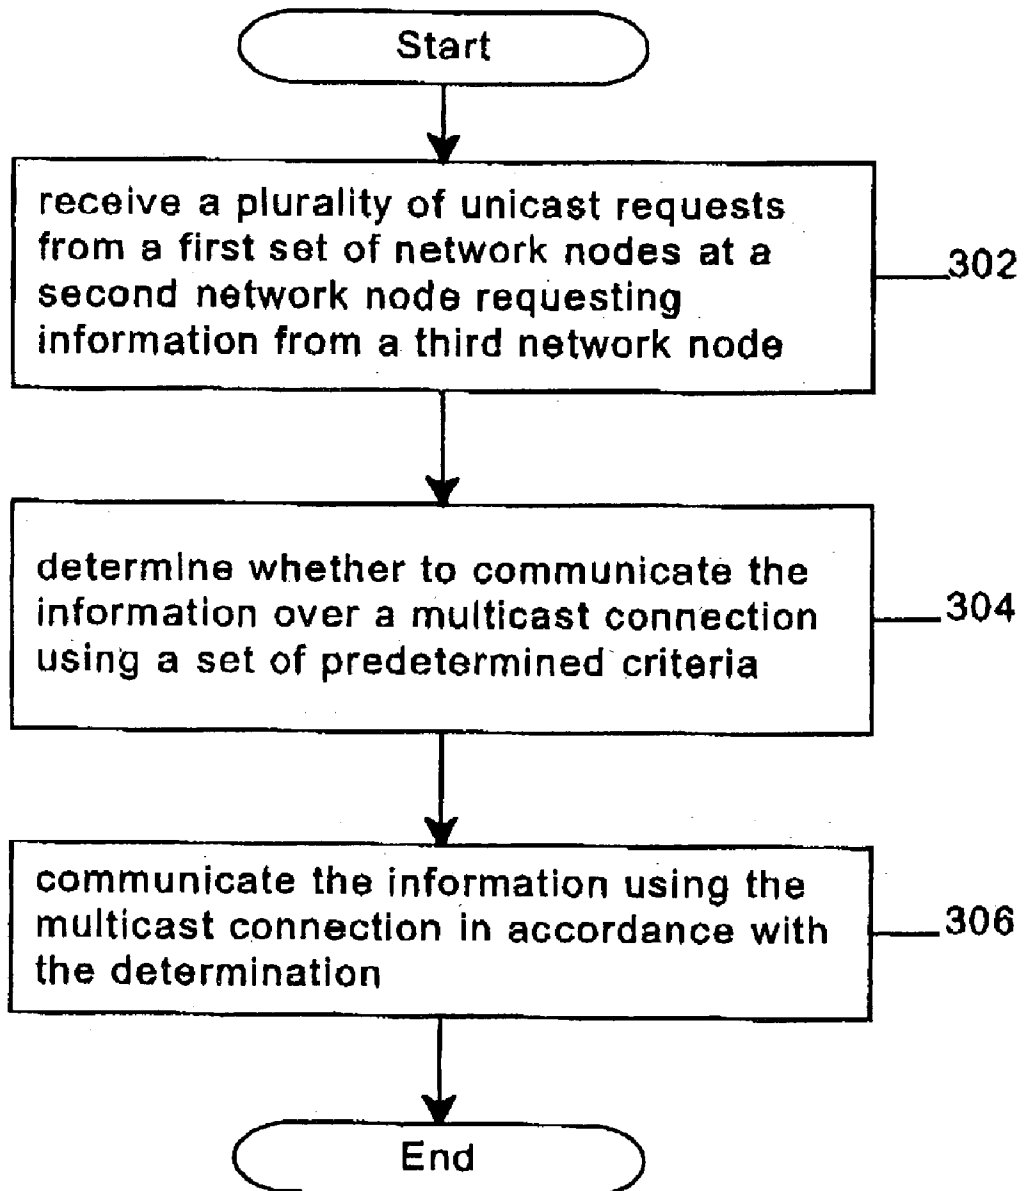 Start
receive a plurality of unicast requests
from a first set of network nodes at a
second network node requesting
information from a third network node
302
determine whether to communicate the
information over a multicast connection
using a set of predetermined criteria
304
communicate the information using the
multicast connection in accordance with
the determination
306
End